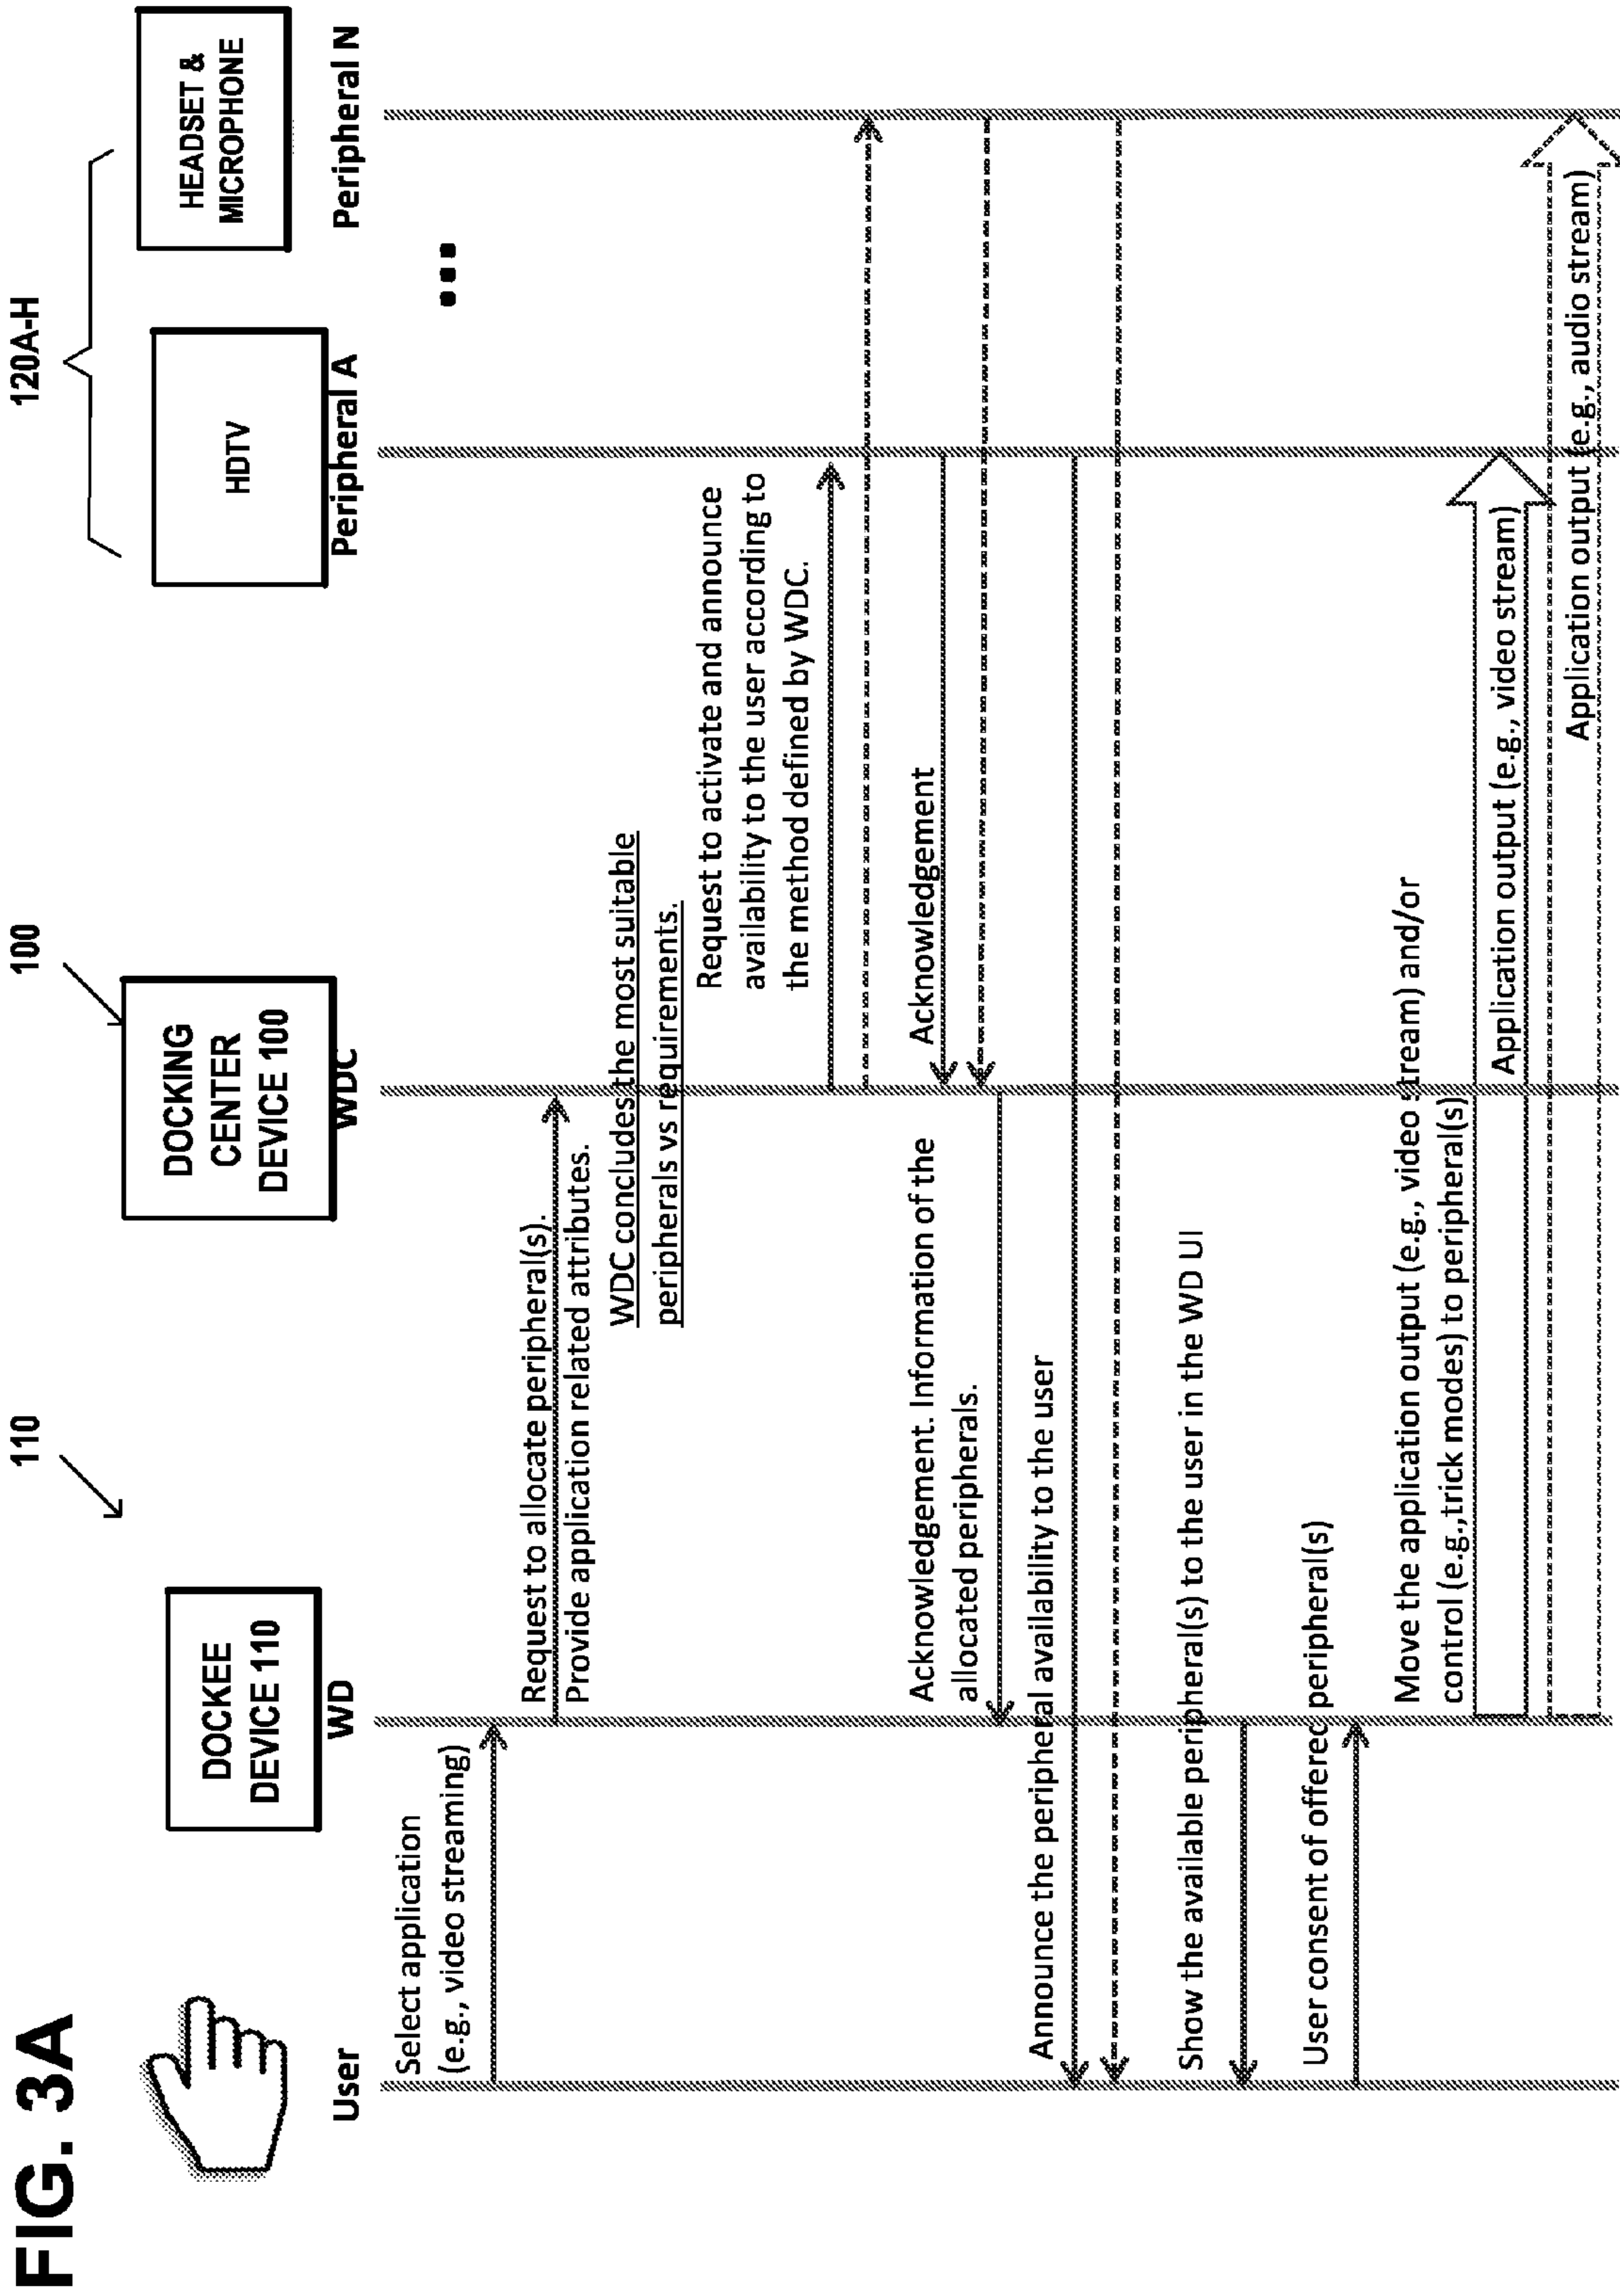 FIG. 3A
110
100
120A-H
DOCKEE
DEVICE 110
DOCKING
CENTER
DEVICE 100
HDTV
HEADSET &
MICROPHONE
User
WD
WDC
Peripheral A
Peripheral N
Select application
(e.g., video streaming)
Request to allocate peripheral(s).
Provide application related attributes.
WDC concludes the most suitable
peripherals vs requirements.
Request to activate and announce
availability to the user according to
the method defined by WDC.
Acknowledgement
Acknowledgement. Information of the
allocated peripherals.
Announce the peripheral availability to the user
Show the available peripheral(s) to the user in the WD UI
User consent of offered peripheral(s)
Move the application output (e.g., video stream) and/or
control (e.g.,trick modes) to peripheral(s)
Application output (e.g., video stream)
Application output (e.g., audio stream)